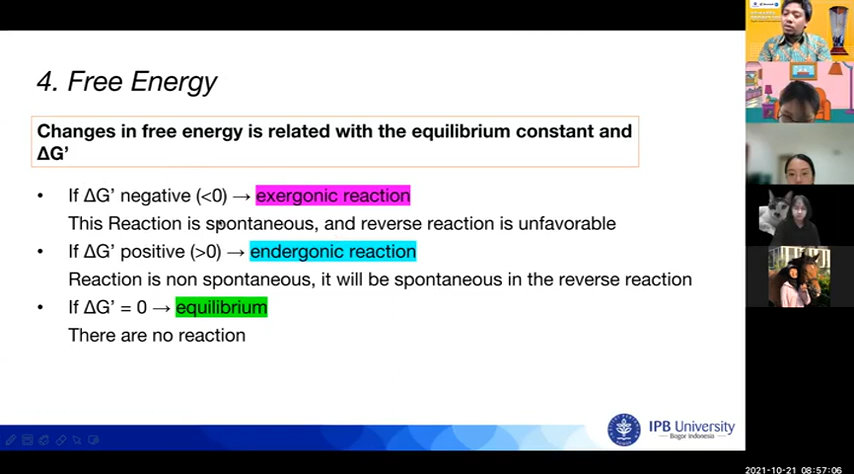 4. Free Energy
Changes in free energy is related with the equilibrium constant and
ΔG’
• If ΔG’ negative (<0) → exergonic reaction
This Reaction is spontaneous, and reverse reaction is unfavorable
• If ΔG’ positive (>0) → endergonic reaction
Reaction is non spontaneous, it will be spontaneous in the reverse reaction
• If ΔG’ = 0 → equilibrium
There are no reaction
IPB University
Bogor Indonesia
2021-10-21 08:57:06